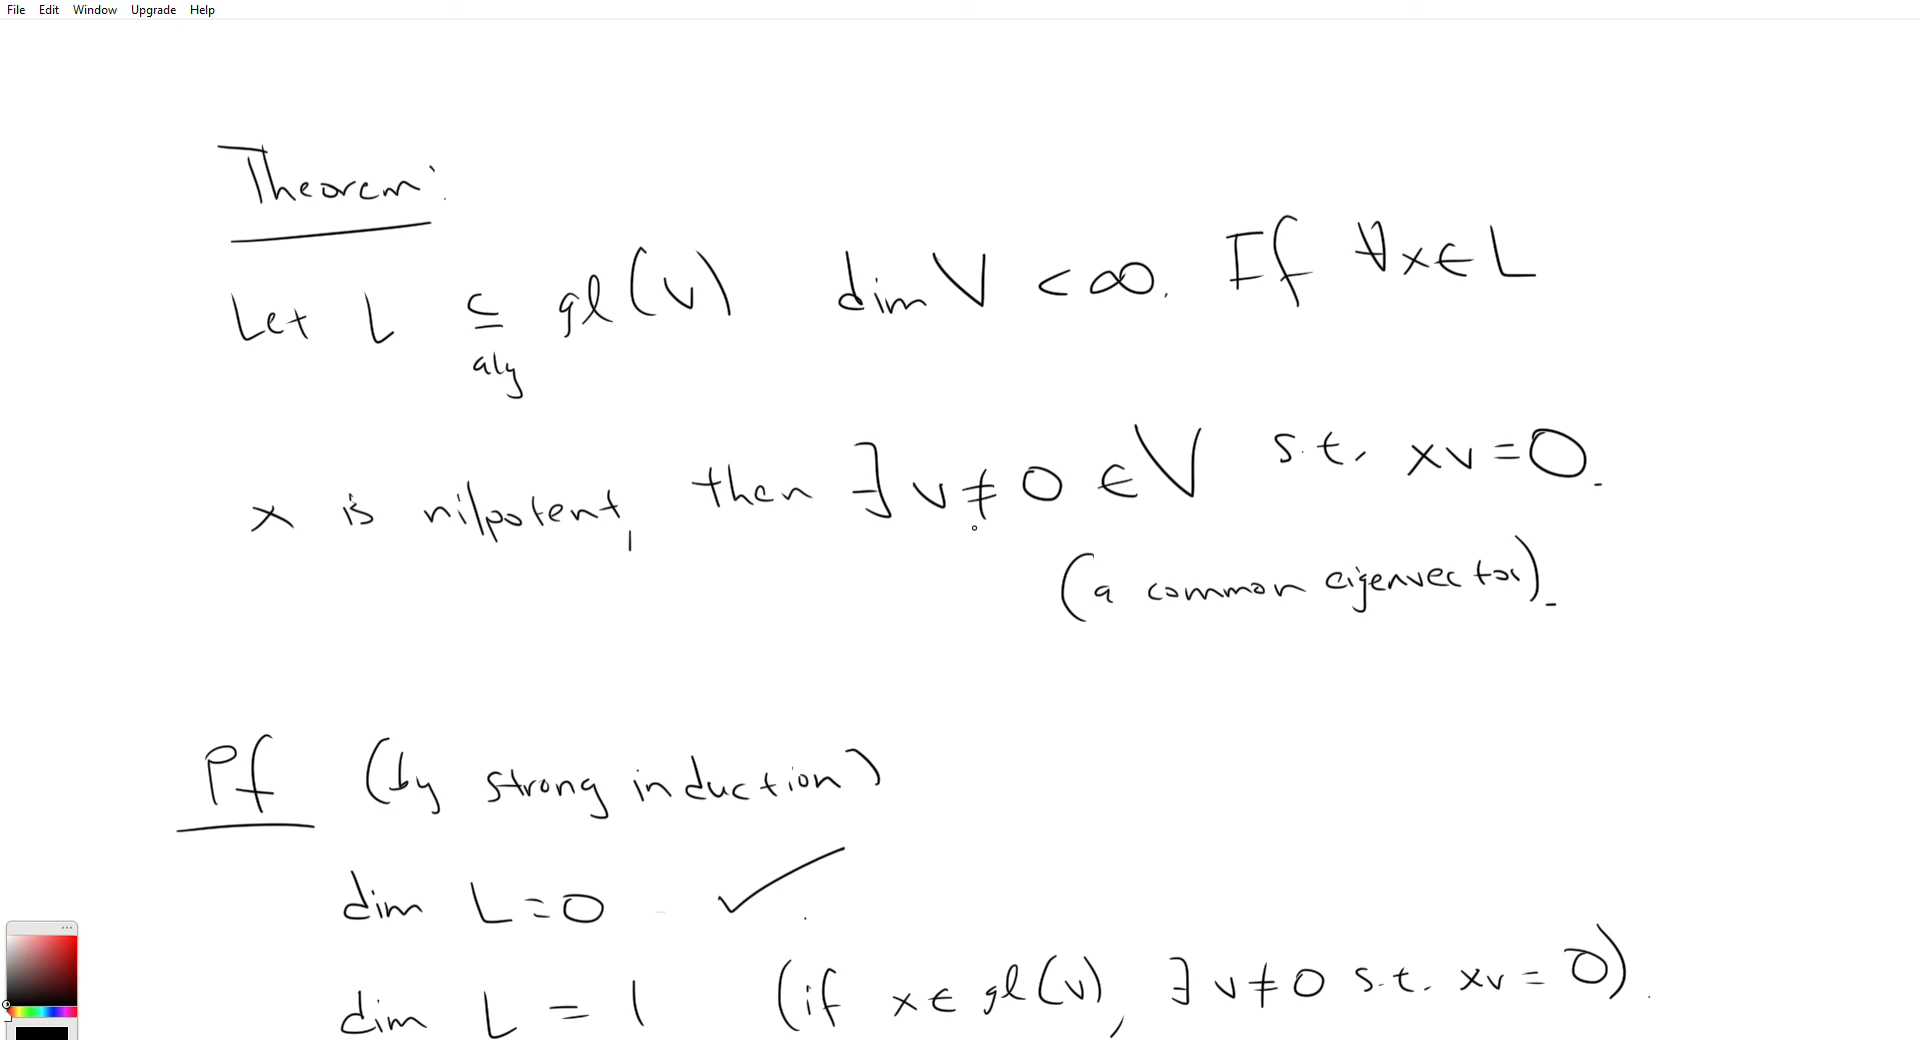 File Edit Window Upgrade Help
Theorem:
Let L ⊆ gl(V) dim V < ∞. If ∀x∈L
alg
x is nilpotent, then ∃ v≠0 ∈ V s.t. xv=0.
(a common eigenvector).
Pf (by strong induction)
dim L=0 ✓
dim L = 1 (if x∈ gl(V), ∃ v≠0 s.t. xv = 0).